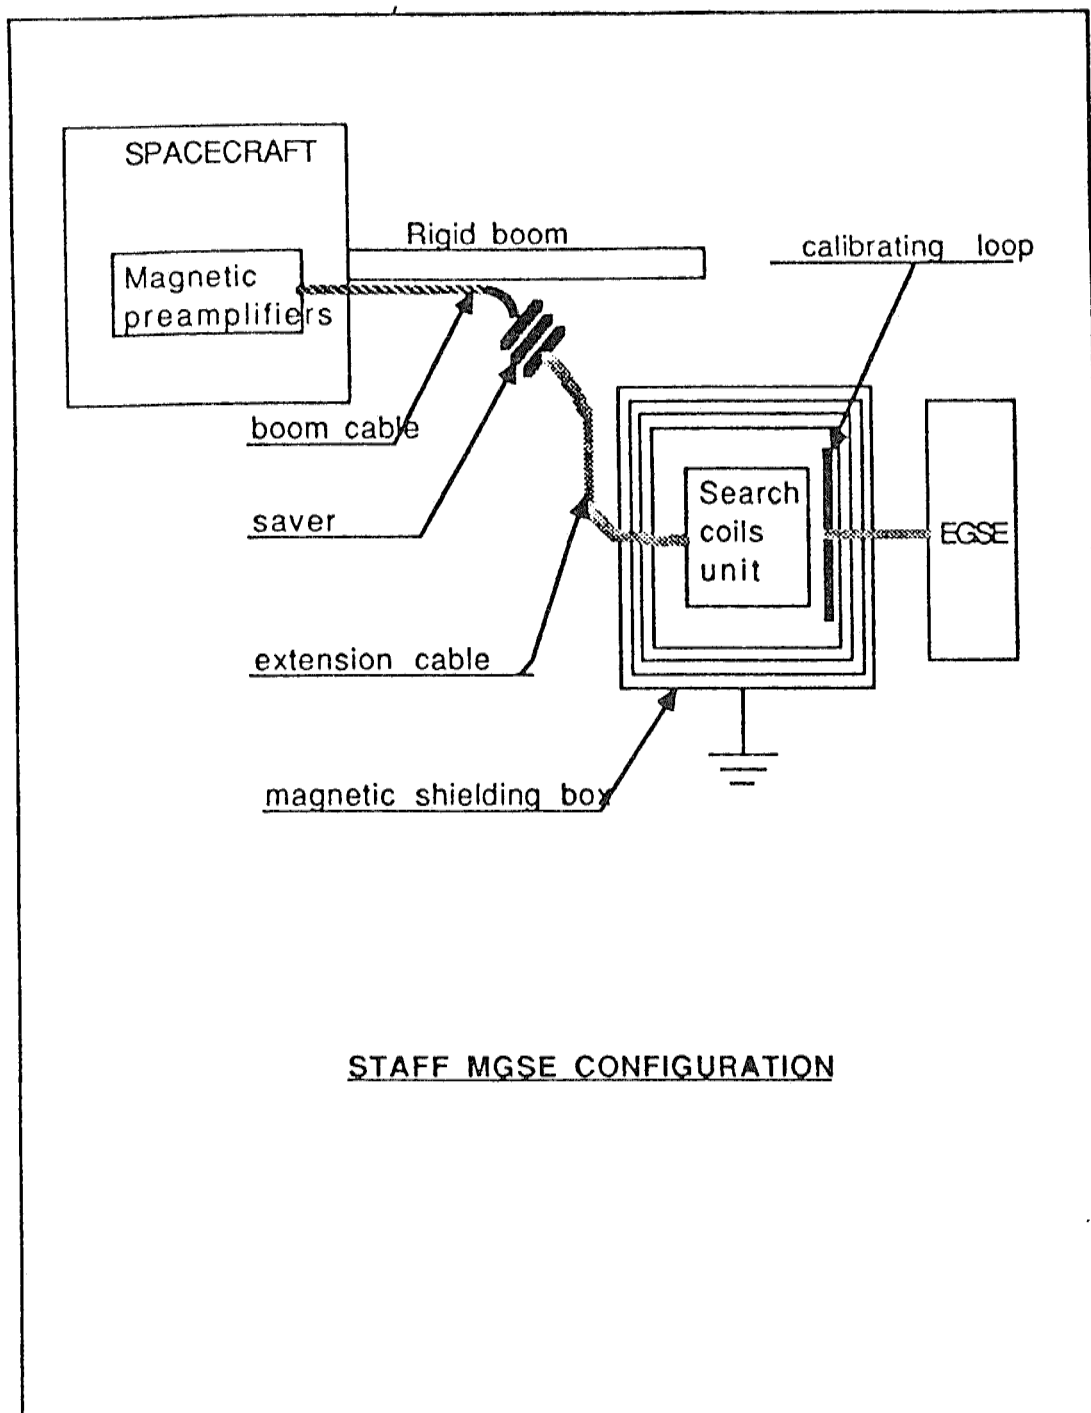 SPACECRAFT
Rigid boom
calibrating loop
Magnetic
preamplifiers
boom cable
Search
coils
unit
EGSE
saver
extension cable
magnetic shielding box
STAFF MGSE CONFIGURATION